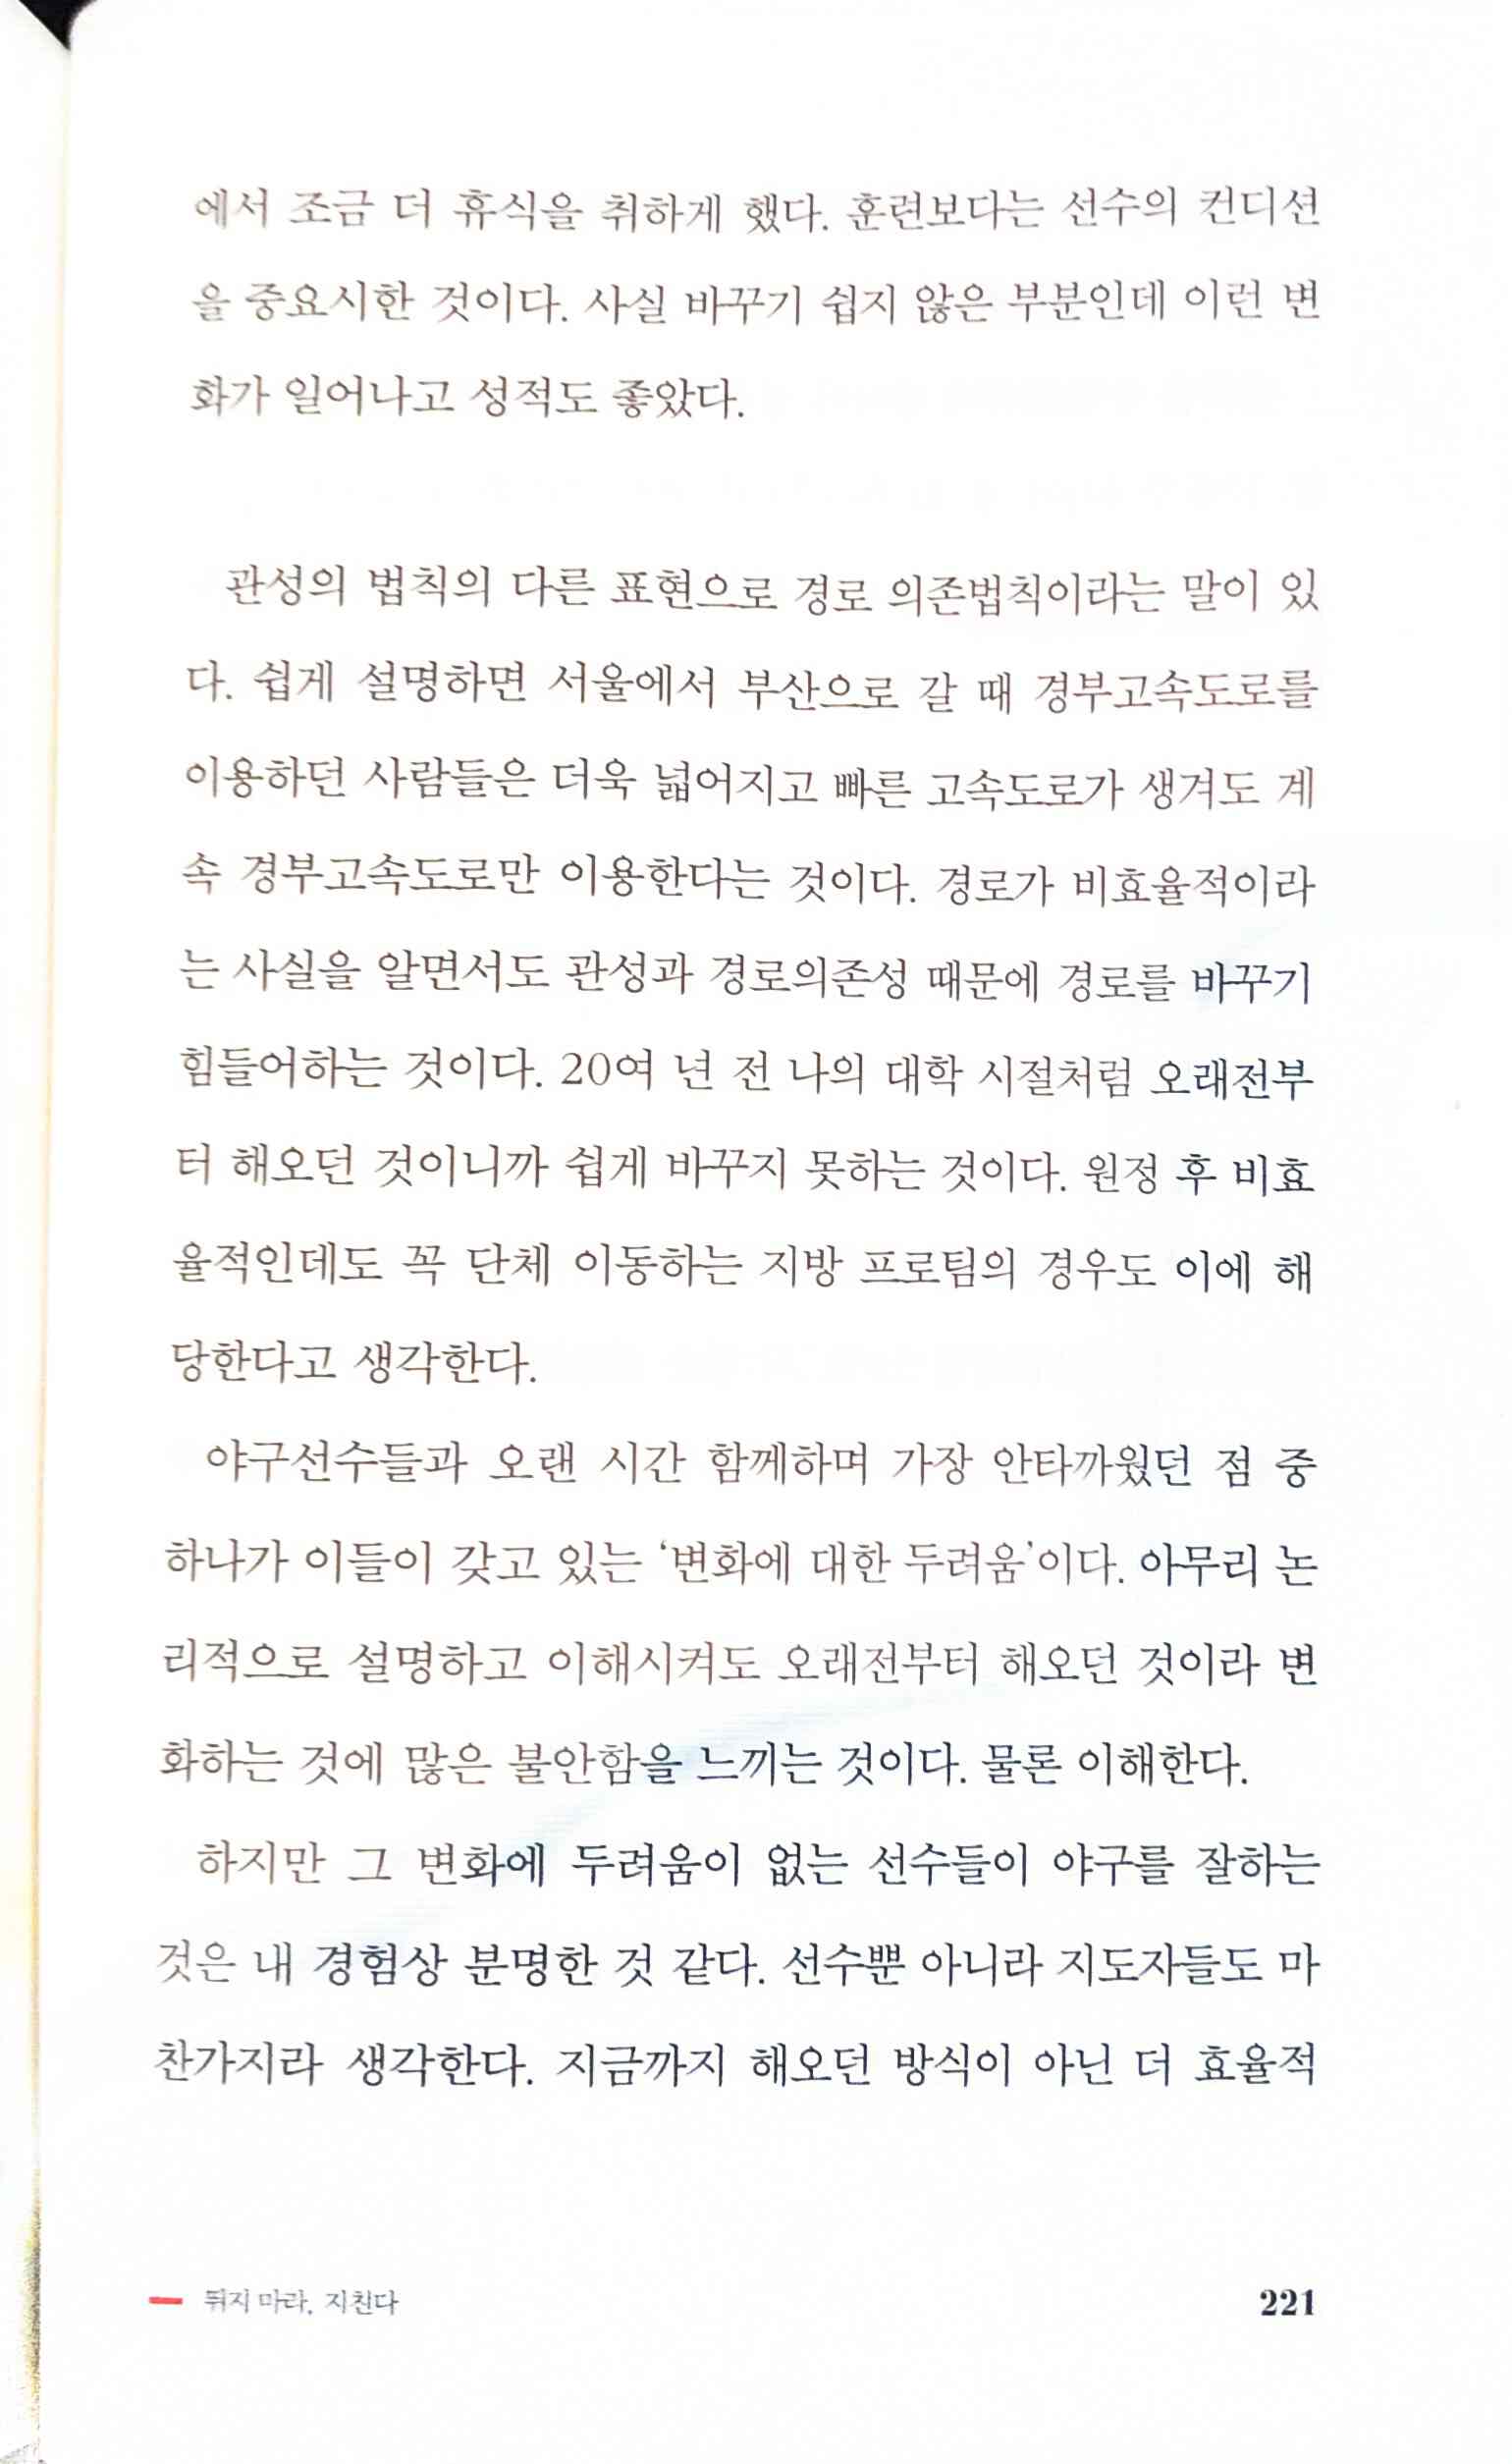 에서 조금 더 휴식을 취하게 했다. 훈련보다는 선수의 컨디션
을 중요시한 것이다. 사실 바꾸기 쉽지 않은 부분인데 이런 변
화가 일어나고 성적도 좋았다.
관성의 법칙의 다른 표현으로 경로 의존법칙이라는 말이 있
다. 쉽게 설명하면 서울에서 부산으로 갈 때 경부고속도로를
이용하던 사람들은 더욱 넓어지고 빠른 고속도로가 생겨도 계
속 경부고속도로만 이용한다는 것이다. 경로가 비효율적이라
는 사실을 알면서도 관성과 경로의존성 때문에 경로를 바꾸기
힘들어하는 것이다. 20여 년 전 나의 대학 시절처럼 오래전부
터 해오던 것이니까 쉽게 바꾸지 못하는 것이다. 원정 후 비효
율적인데도 꼭 단체 이동하는 지방 프로팀의 경우도 이에 해
당한다고 생각한다.
야구선수들과 오랜 시간 함께하며 가장 안타까웠던 점 중
하나가 이들이 갖고 있는 ‘변화에 대한 두려움’이다. 아무리 논
리적으로 설명하고 이해시켜도 오래전부터 해오던 것이라 변
화하는 것에 많은 불안함을 느끼는 것이다. 물론 이해한다.
하지만 그 변화에 두려움이 없는 선수들이 야구를 잘하는
것은 내 경험상 분명한 것 같다. 선수뿐 아니라 지도자들도 마
찬가지라 생각한다. 지금까지 해오던 방식이 아닌 더 효율적
뛰지 마라, 지친다
221